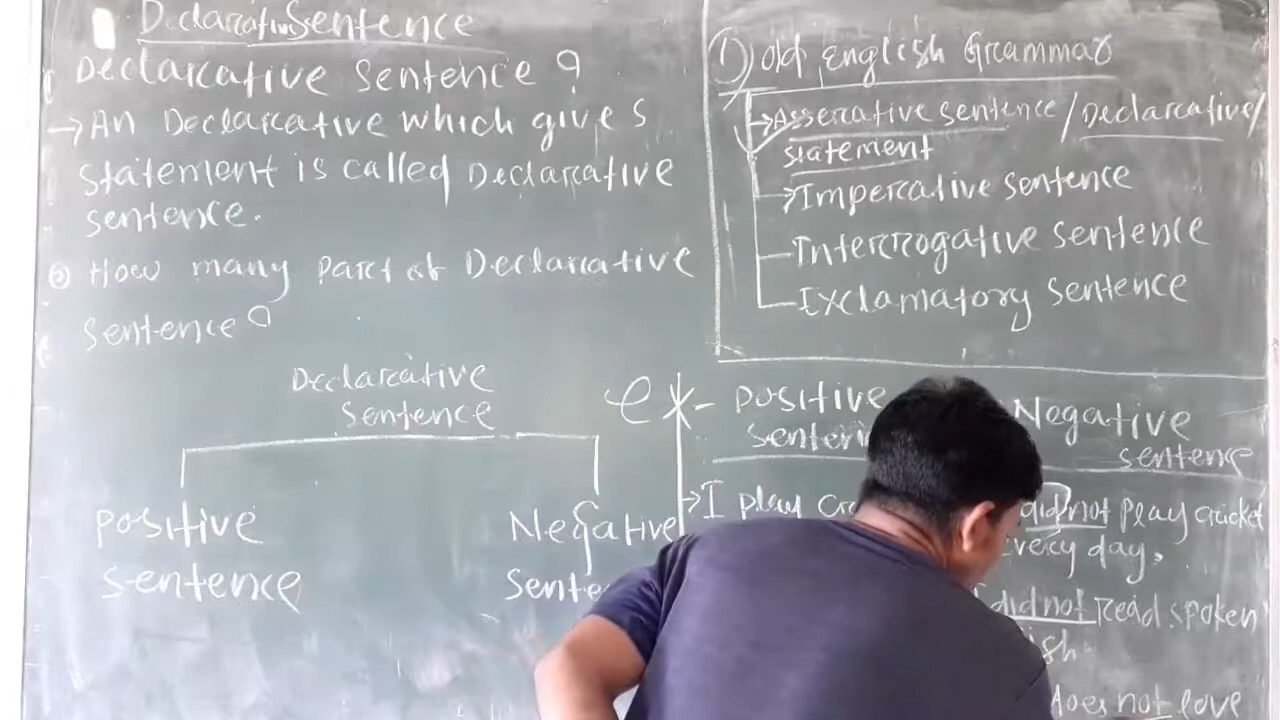 Declarative Sentence
Declarative Sentence ?
→ An Declarative which gives
statement is called Declarative
sentence.
How many part of Declarative
sentence ?
Declarative
sentence
positive
sentence
Negative
Sente
1) old English Grammar
→ Asserative sentence / Declarative /
statement
→ Imperative sentence
Interrogative sentence
Exclamatory sentence
ex- positive
Negative
sentence
→ I play
did not play cricket
every day.
did not read spoken
does not love